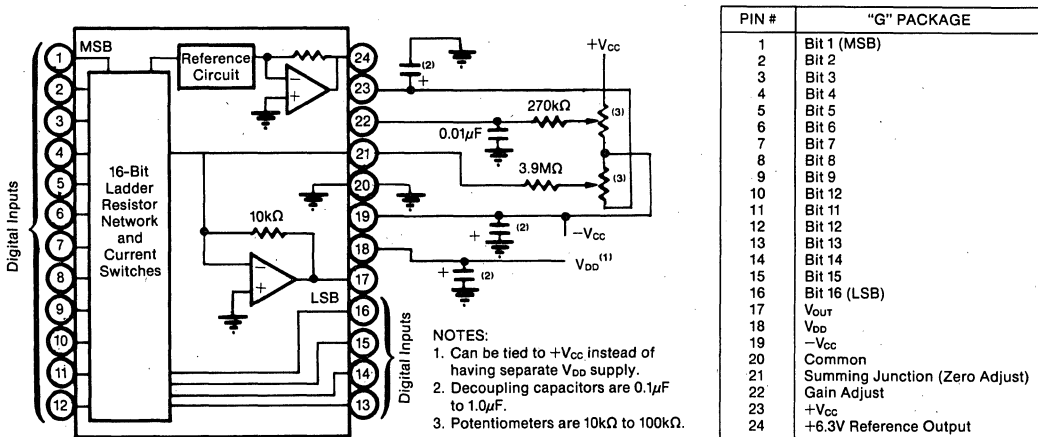 MSB
Reference
Circuit
16-Bit
Ladder
Resistor
Network
and
Current
Switches
10kΩ
LSB
Digital Inputs
1
2
3
4
5
6
7
8
9
10
11
12
24
23
22
21
20
19
18
17
16
15
14
13
Digital Inputs
(2)
+
+VCC
270kΩ
(3)
0.01µF
3.9MΩ
(3)
+
(2)
−VCC
VDD(1)
+
(2)
NOTES:
1. Can be tied to +VCC instead of
having separate VDD supply.
2. Decoupling capacitors are 0.1µF
to 1.0µF.
3. Potentiometers are 10kΩ to 100kΩ.
PIN # "G" PACKAGE
1 Bit 1 (MSB)
2 Bit 2
3 Bit 3
4 Bit 4
5 Bit 5
6 Bit 6
7 Bit 7
8 Bit 8
9 Bit 9
10 Bit 12
11 Bit 11
12 Bit 12
13 Bit 13
14 Bit 14
15 Bit 15
16 Bit 16 (LSB)
17 VOUT
18 VDD
19 −VCC
20 Common
21 Summing Junction (Zero Adjust)
22 Gain Adjust
23 +VCC
24 +6.3V Reference Output